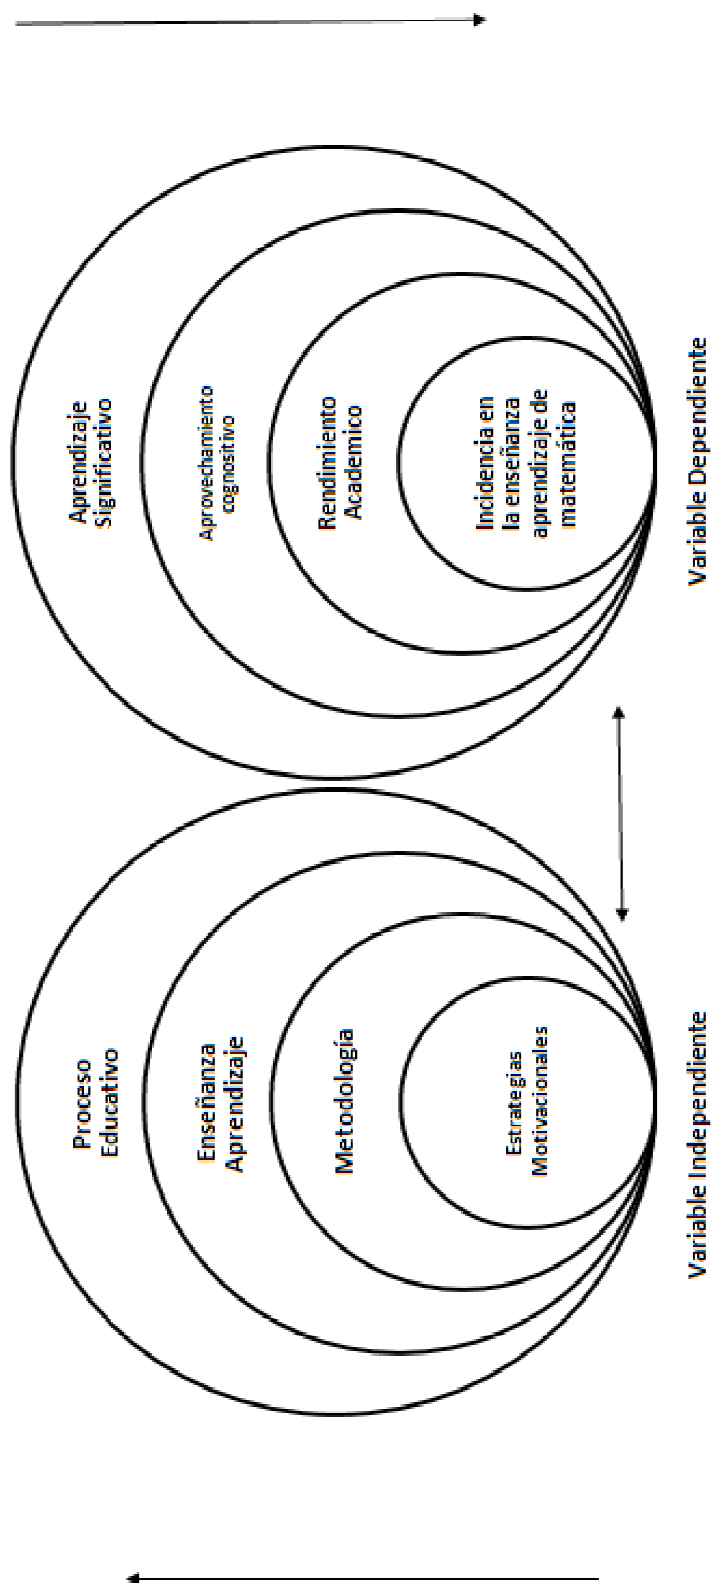 Proceso
Educativo
Enseñanza
Aprendizaje
Metodología
Estrategias
Motivacionales
Variable Independiente
Aprendizaje
Significativo
Aprovechamiento
cognositivo
Rendimiento
Academico
Incidencia en
la enseñanza
aprendizaje de
matemática
Variable Dependiente